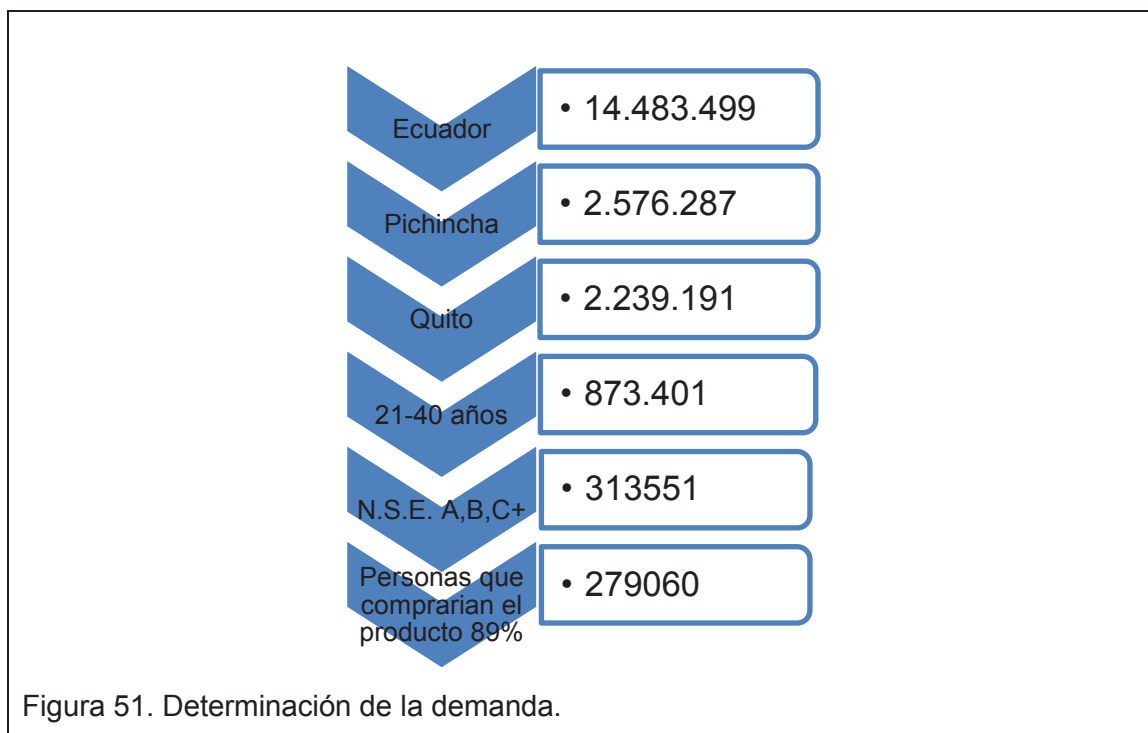 Ecuador
• 14.483.499
Pichincha
• 2.576.287
Quito
• 2.239.191
21-40 años
• 873.401
N.S.E. A,B,C+
• 313551
Personas que
comprarian el
producto 89%
• 279060
Figura 51. Determinación de la demanda.